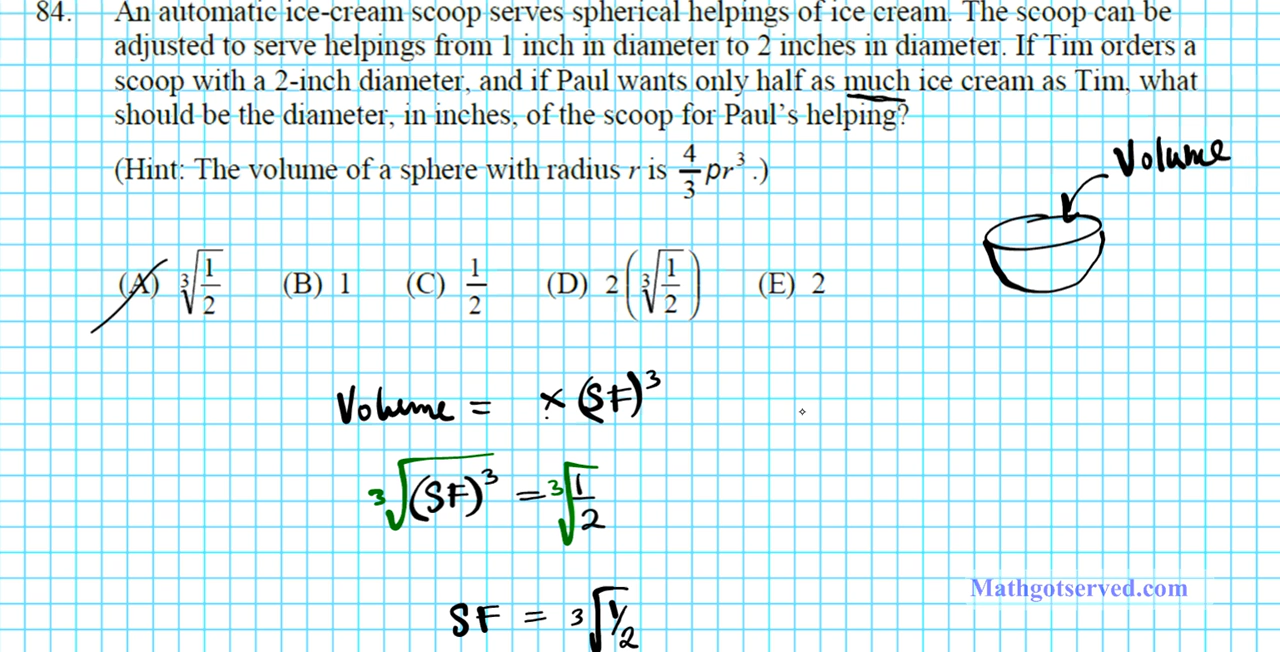 84. An automatic ice-cream scoop serves spherical helpings of ice cream. The scoop can be
adjusted to serve helpings from 1 inch in diameter to 2 inches in diameter. If Tim orders a
scoop with a 2-inch diameter, and if Paul wants only half as much ice cream as Tim, what
should be the diameter, in inches, of the scoop for Paul's helping?
Volume
(Hint: The volume of a sphere with radius r is 4/3 pr³ .)
(A) ∛(1/2) (B) 1 (C) 1/2 (D) 2(∛(1/2)) (E) 2
Volume = × (SF)³
∛(SF)³ = ∛(1/2)
Mathgotserved.com
SF = ∛(1/2)